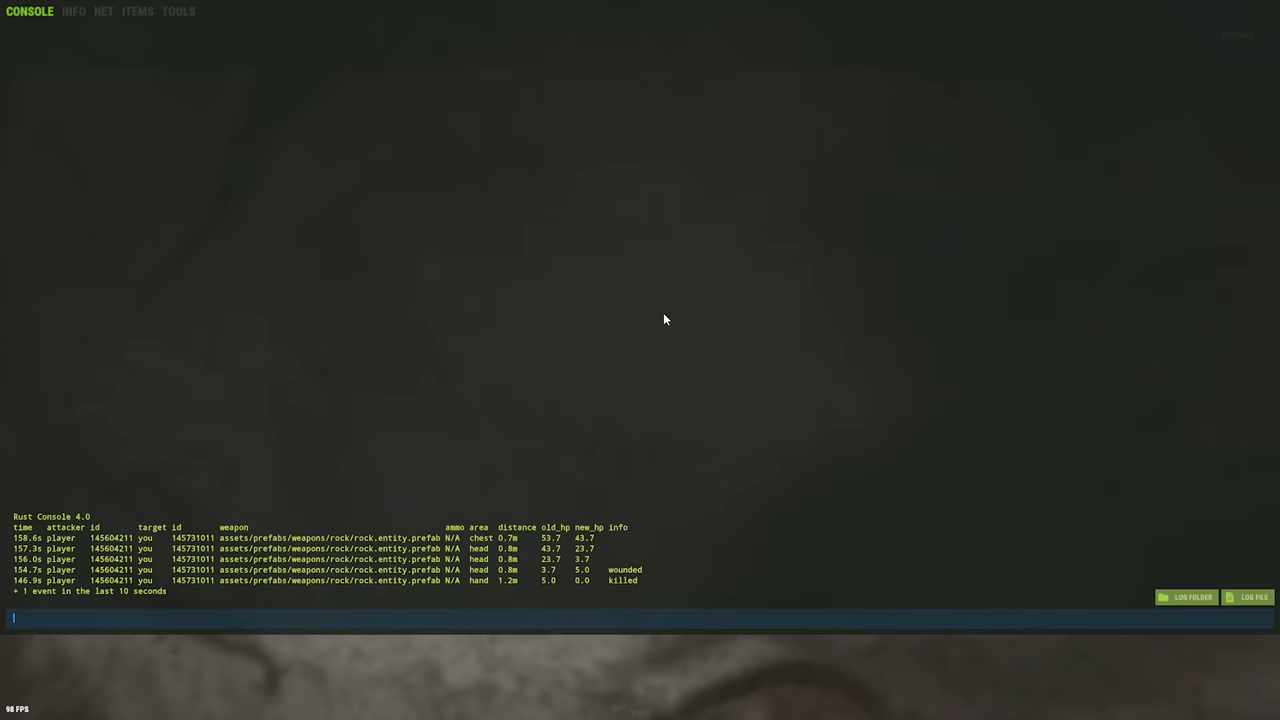 CONSOLE INFO NET ITEMS TOOLS
Rust Console 4.0
time attacker id target id weapon ammo area distance old_hp new_hp info
158.6s player 145604211 you 145731011 assets/prefabs/weapons/rock/rock.entity.prefab N/A chest 0.7m 53.7 43.7
157.3s player 145604211 you 145731011 assets/prefabs/weapons/rock/rock.entity.prefab N/A head 0.8m 43.7 23.7
156.0s player 145604211 you 145731011 assets/prefabs/weapons/rock/rock.entity.prefab N/A head 0.8m 23.7 3.7
154.7s player 145604211 you 145731011 assets/prefabs/weapons/rock/rock.entity.prefab N/A head 0.8m 3.7 5.0 wounded
146.9s player 145604211 you 145731011 assets/prefabs/weapons/rock/rock.entity.prefab N/A hand 1.2m 5.0 0.0 killed
+ 1 event in the last 10 seconds
LOG FOLDER LOG FILE
98 FPS